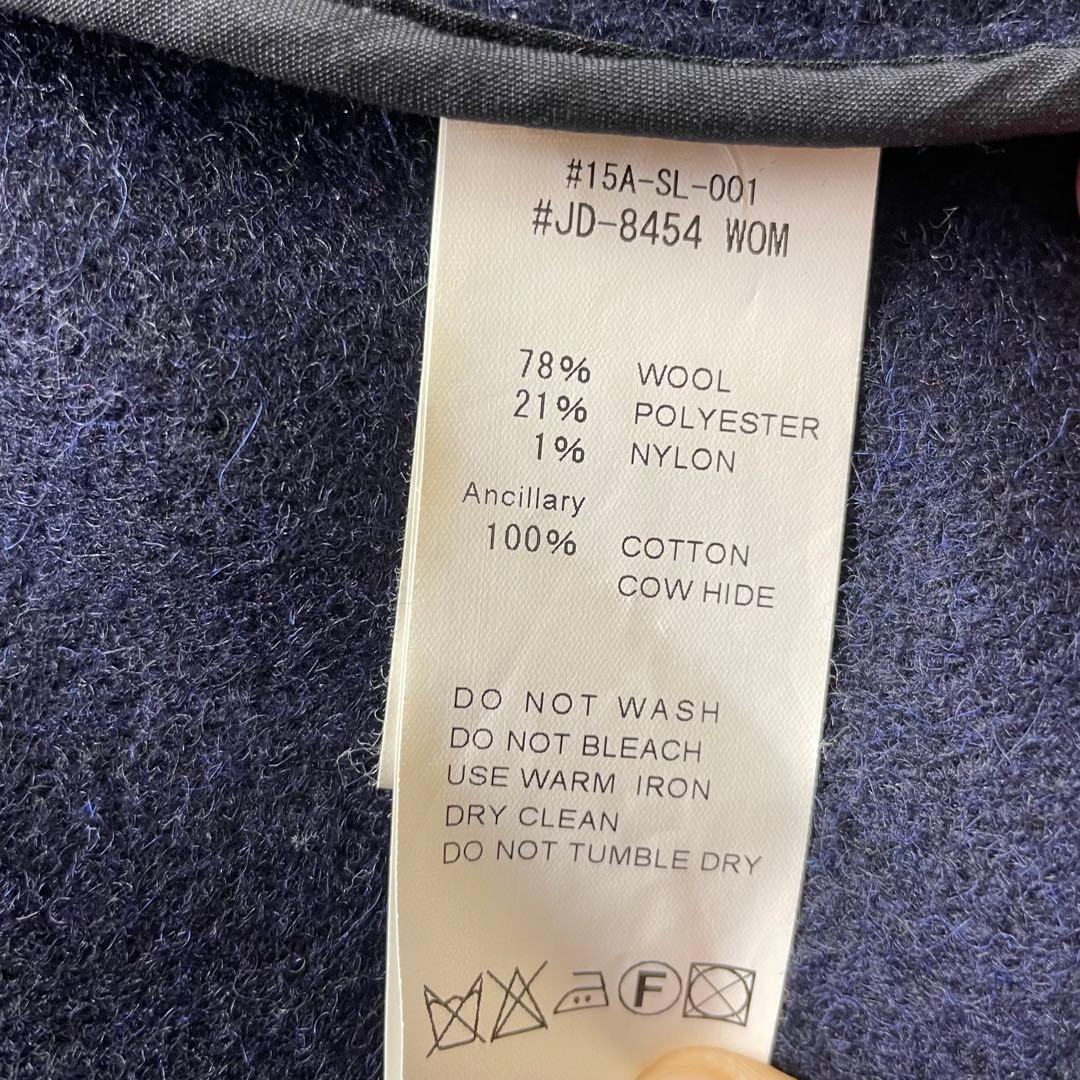 #15A-SL-001
#JD-8454 WOM
78% WOOL
21% POLYESTER
1% NYLON
Ancillary
100% COTTON
COW HIDE
DO NOT WASH
DO NOT BLEACH
USE WARM IRON
DRY CLEAN
DO NOT TUMBLE DRY
F